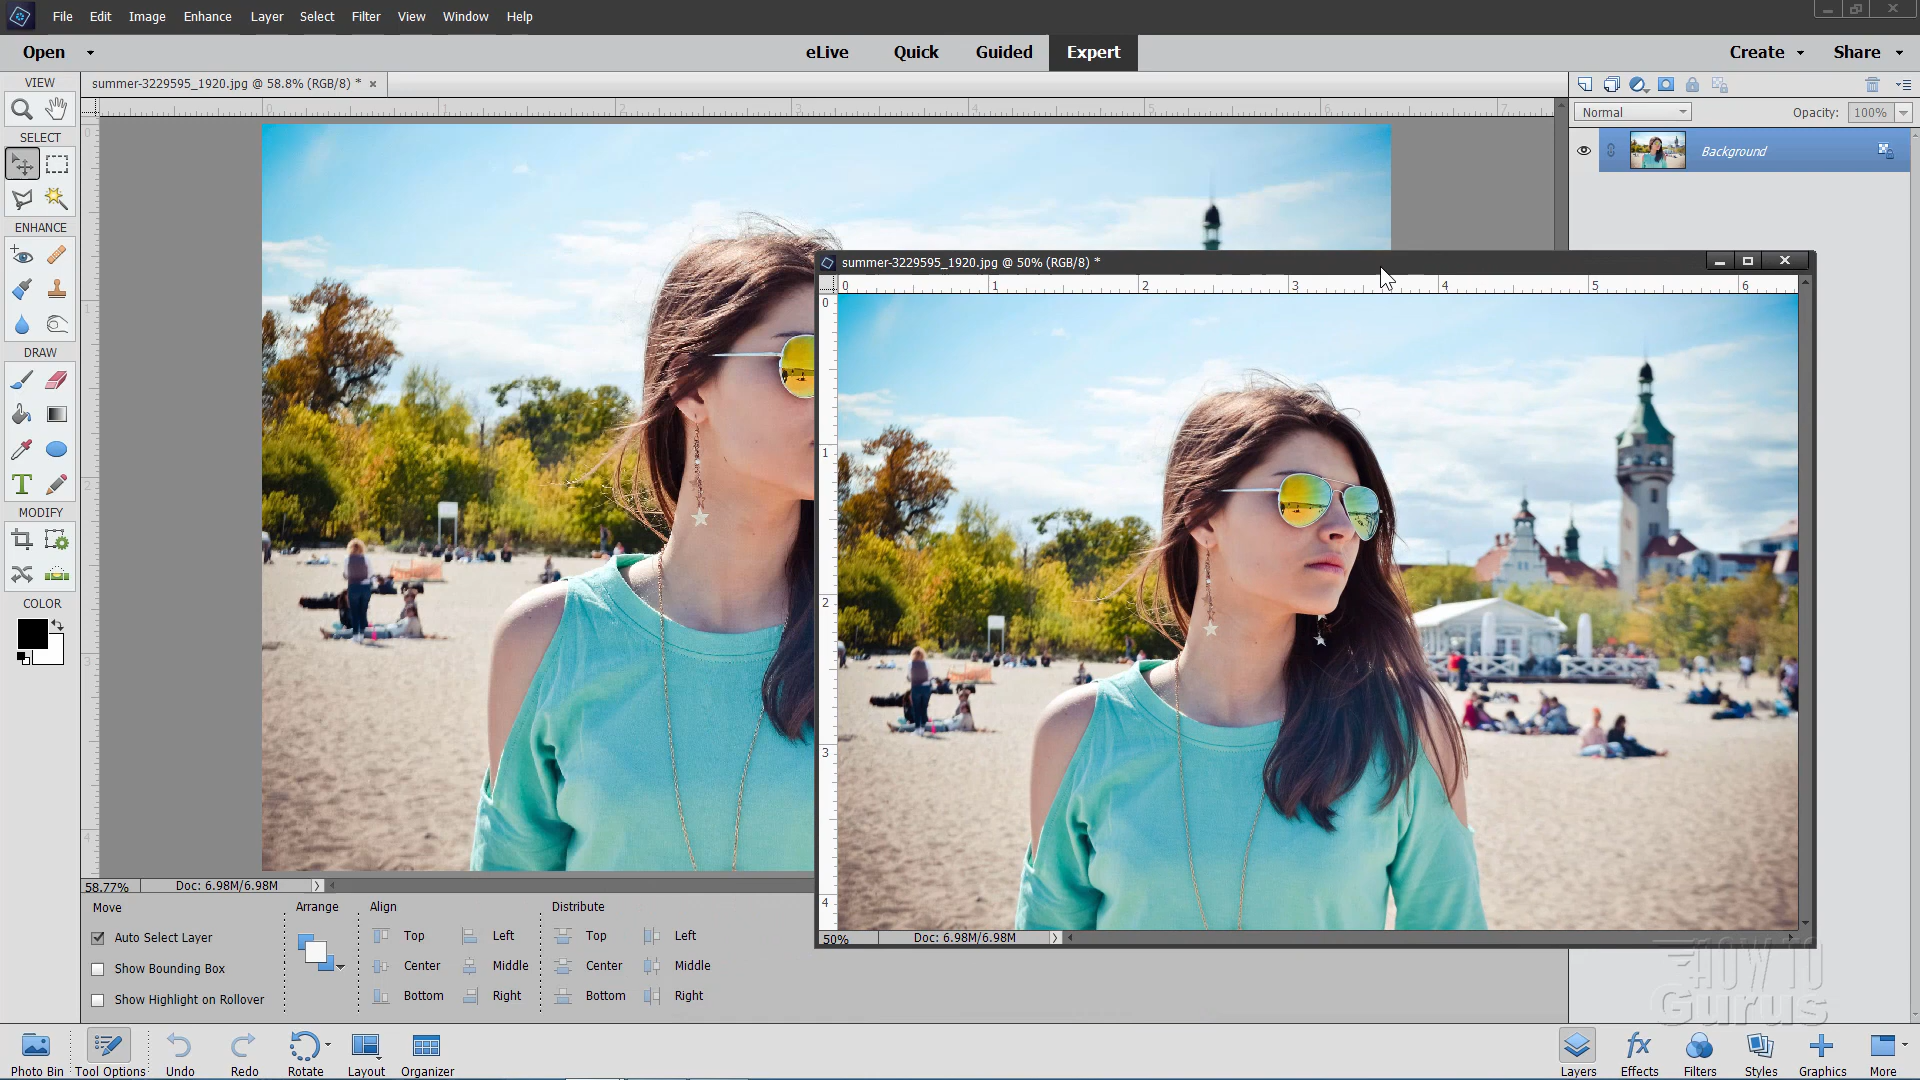 File Edit Image Enhance Layer Select Filter View Window Help
Open eLive Quick Guided Expert Create Share
VIEW
summer-3229595_1920.jpg @ 58.8% (RGB/8) * ×
Normal Opacity: 100%
SELECT
Background
ENHANCE
summer-3229595_1920.jpg @ 50% (RGB/8) *
0 1 2 3 4 5 6
0
1
2
3
4
DRAW
T
MODIFY
COLOR
58.77% Doc: 6.98M/6.98M
50% Doc: 6.98M/6.98M
Move Arrange Align Distribute
Auto Select Layer Top Left Top Left
Show Bounding Box Center Middle Center Middle
Show Highlight on Rollover Bottom Right Bottom Right
HOW TO
Gurus
Photo Bin Tool Options Undo Redo Rotate Layout Organizer Layers Effects Filters Styles Graphics More